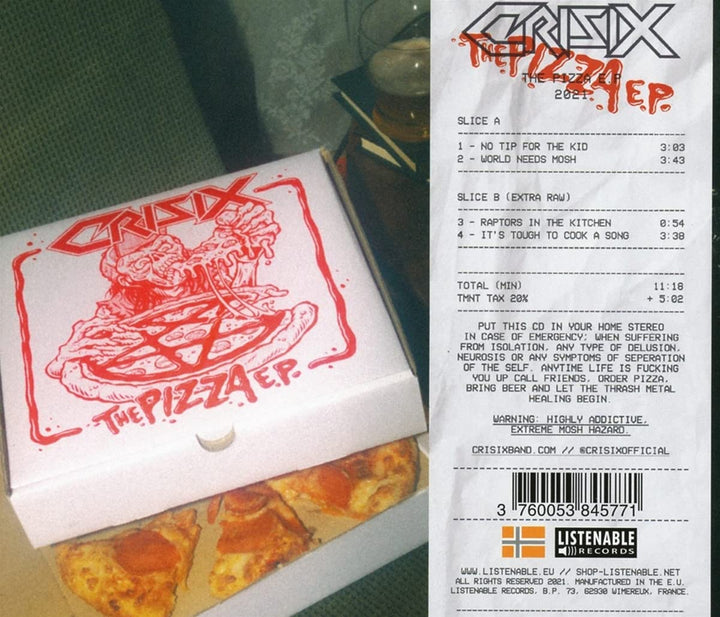 CRISIX
THE PIZZA E.P.
CRISIX
THE PIZZA E.P.
THE PIZZA E.P
2021
SLICE A
1 - NO TIP FOR THE KID 3:03
2 - WORLD NEEDS MOSH 3:43
SLICE B (EXTRA RAW)
3 - RAPTORS IN THE KITCHEN 0:54
4 - IT'S TOUGH TO COOK A SONG 3:38
TOTAL (MIN) 11:18
TMNT TAX 20% + 5:02
PUT THIS CD IN YOUR HOME STEREO
IN CASE OF EMERGENCY; WHEN SUFFERING
FROM ISOLATION, ANY TYPE OF DELUSION,
NEUROSIS OR ANY SYMPTOMS OF SEPERATION
OF THE SELF. ANYTIME LIFE IS FUCKING
YOU UP CALL FRIENDS, ORDER PIZZA,
BRING BEER AND LET THE THRASH METAL
HEALING BEGIN.
WARNING: HIGHLY ADDICTIVE,
EXTREME MOSH HAZARD.
CRISIXBAND.COM // @CRISIXOFFICIAL
3 760053 845771
LISTENABLE
RECORDS
WWW.LISTENABLE.EU // SHOP-LISTENABLE.NET
ALL RIGHTS RESERVED 2021. MANUFACTURED IN THE E.U.
LISTENABLE RECORDS, B.P. 73, 62930 WIMEREUX, FRANCE.